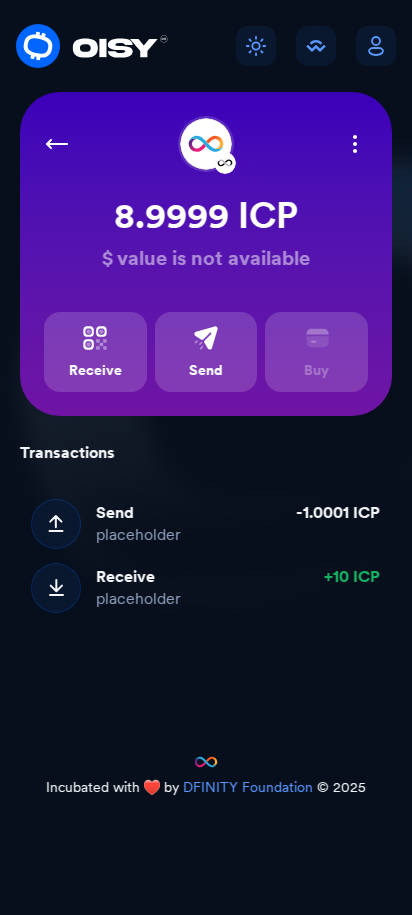 OISY
8.9999 ICP
$ value is not available
Receive
Send
Buy
Transactions
Send
-1.0001 ICP
placeholder
Receive
+10 ICP
placeholder
Incubated with ❤️ by DFINITY Foundation © 2025